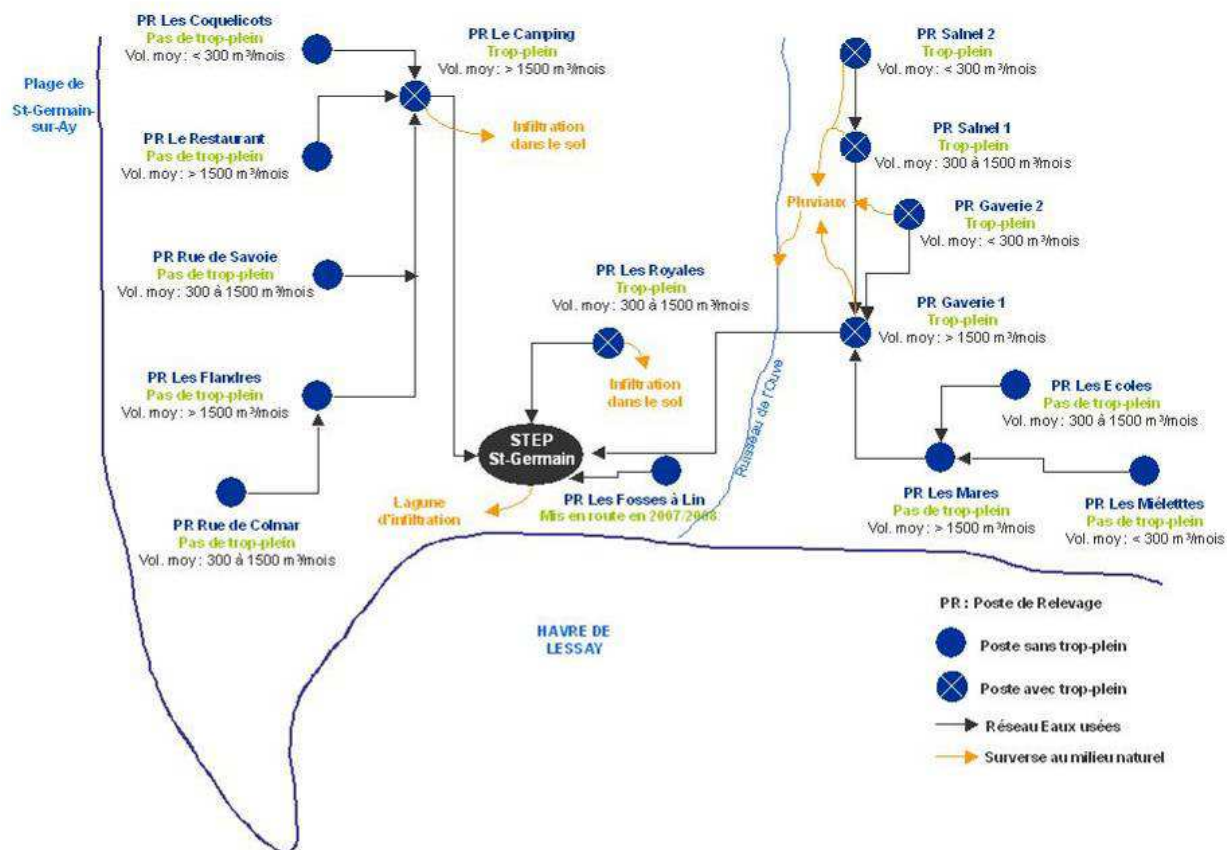 PR Les Coquelicots
Pas de trop-plein
Vol. moy : < 300 m³/mois
PR Le Camping
Trop-plein
Vol. moy : > 1500 m³/mois
PR Salnel 2
Trop-plein
Vol. moy : < 300 m³/mois
Plage de
St-Germain-
sur-Ay
PR Le Restaurant
Pas de trop-plein
Vol. moy : > 1500 m³/mois
Infiltration
dans le sol
PR Salnel 1
Trop-plein
Vol. moy : 300 à 1500 m³/mois
Pluviaux
PR Gaverie 2
Trop-plein
Vol. moy : < 300 m³/mois
PR Rue de Savoie
Pas de trop-plein
Vol. moy : 300 à 1500 m³/mois
PR Les Royales
Trop-plein
Vol. moy : 300 à 1500 m³/mois
PR Gaverie 1
Trop-plein
Vol. moy : > 1500 m³/mois
Infiltration
dans le sol
Ruisseau de l'Ouve
PR Les Flandres
Pas de trop-plein
Vol. moy : > 1500 m³/mois
PR Les Ecoles
Pas de trop-plein
Vol. moy : 300 à 1500 m³/mois
STEP
St-Germain
PR Les Fosses à Lin
Mis en route en 2007/2008
Lagune
d'infiltration
PR Rue de Colmar
Pas de trop-plein
Vol. moy : 300 à 1500 m³/mois
PR Les Mares
Pas de trop-plein
Vol. moy : > 1500 m³/mois
PR Les Miéletttes
Pas de trop-plein
Vol. moy : < 300 m³/mois
HAVRE DE
LESSAY
PR : Poste de Relevage
Poste sans trop-plein
Poste avec trop-plein
Réseau Eaux usées
Surverse au milieu naturel